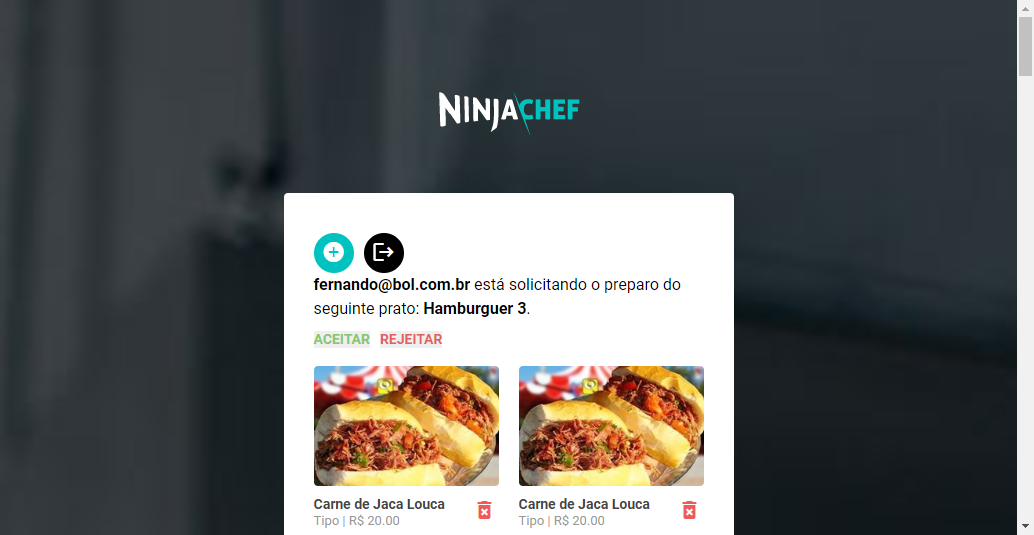 NINJACHEF
fernando@bol.com.br está solicitando o preparo do
seguinte prato: Hamburguer 3.
ACEITAR REJEITAR
Carne de Jaca Louca
Tipo | R$ 20.00
Carne de Jaca Louca
Tipo | R$ 20.00